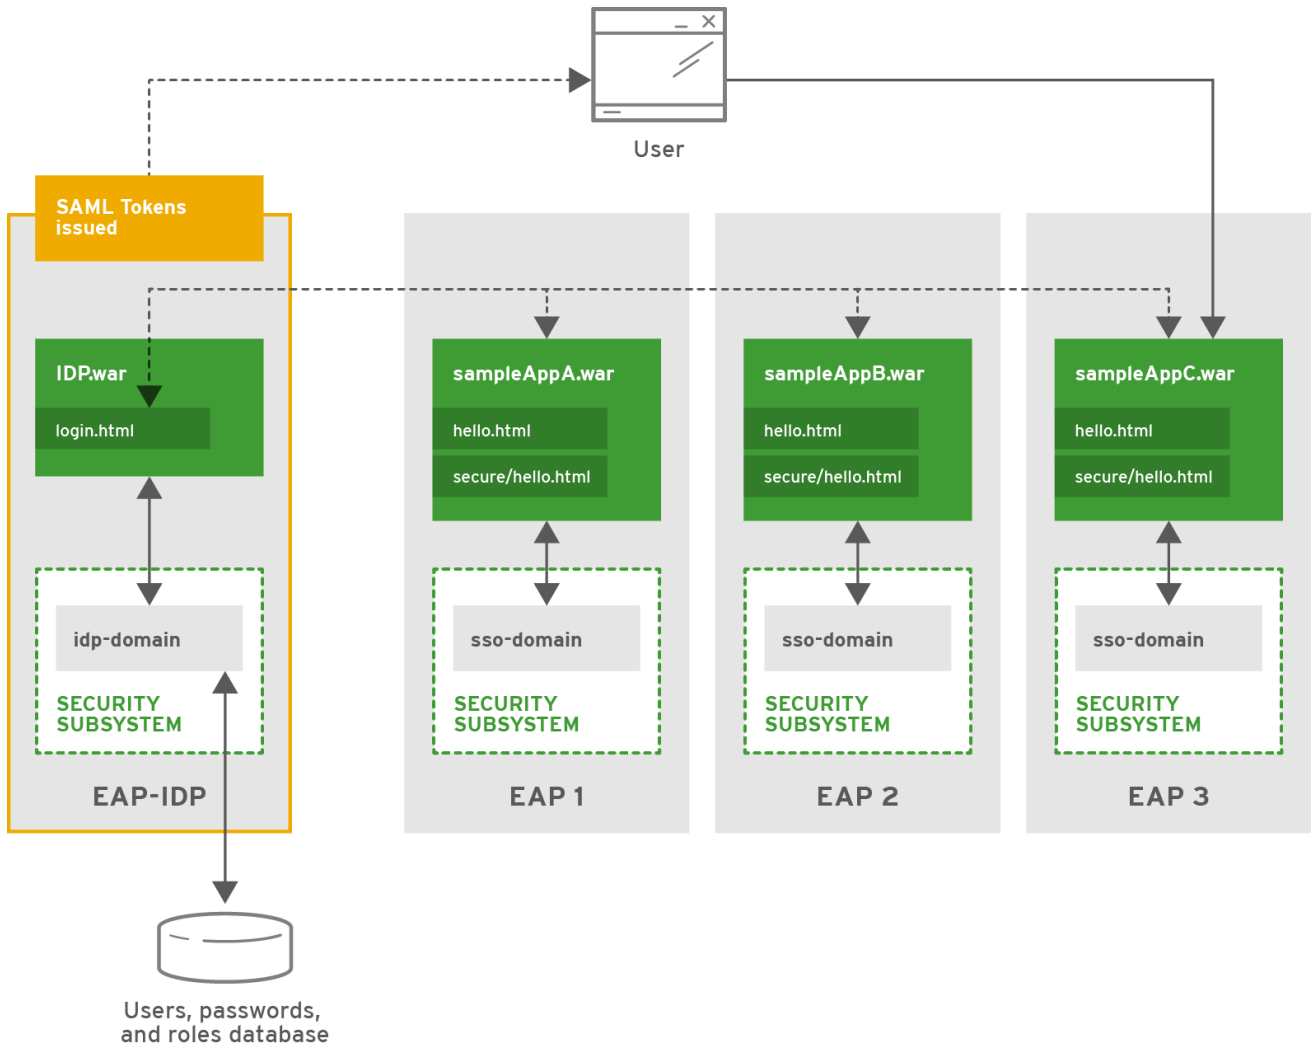 User
SAML Tokens
issued
IDP.war
login.html
idp-domain
SECURITY
SUBSYSTEM
EAP-IDP
Users, passwords,
and roles database
sampleAppA.war
hello.html
secure/hello.html
sso-domain
SECURITY
SUBSYSTEM
EAP 1
sampleAppB.war
hello.html
secure/hello.html
sso-domain
SECURITY
SUBSYSTEM
EAP 2
sampleAppC.war
hello.html
secure/hello.html
sso-domain
SECURITY
SUBSYSTEM
EAP 3